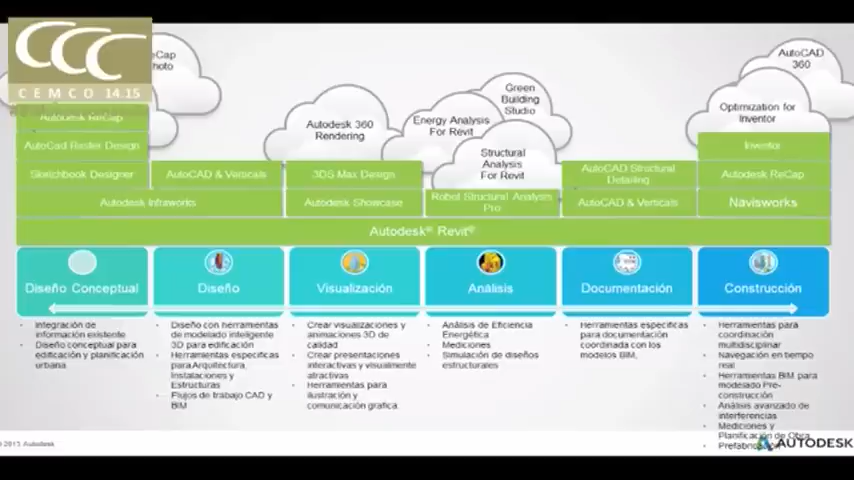 CCC
CEMCO 14.15
eCap
hoto
AutoCAD
360
Autodesk 360
Rendering
Energy Analysis
For Revit
Green
Building
Studio
Structural
Analysis
For Revit
Optimization for
Inventor
Autodesk ReCap
AutoCad Raster Design
Inventor
Sketchbook Designer
AutoCAD & Verticals
3DS Max Design
AutoCAD Structural
Detailing
Autodesk ReCap
Autodesk Infraworks
Autodesk Showcase
Robot Structural Analysis
Pro
AutoCAD & Verticals
Navisworks
Autodesk® Revit®
Diseño Conceptual
Diseño
Visualización
Análisis
Documentación
Construcción
· Integración de
información existente
· Diseño conceptual para
edificación y planificación
urbana
· Diseño con herramientas
de modelado inteligente
3D para edificación
· Herramientas especificas
para Arquitectura,
Instalaciones y
Estructuras
· Flujos de trabajo CAD y
BIM
· Crear visualizaciones y
animaciones 3D de
calidad
· Crear presentaciones
interactivas y visualmente
atractivas
· Herramientas para
ilustración y
comunicación grafica
· Análisis de Eficiencia
Energética
· Mediciones
· Simulación de diseños
estructurales
· Herramientas especificas
para documentación
coordinada con los
modelos BIM,
· Herramientas para
coordinación
multidisciplinar
· Navegación en tiempo
real
· Herramientas BIM para
modelado Pre-
construcción
· Análisis avanzado de
interferencias
· Mediciones y
Planificación de Obra
2015 Autodesk
AUTODESK